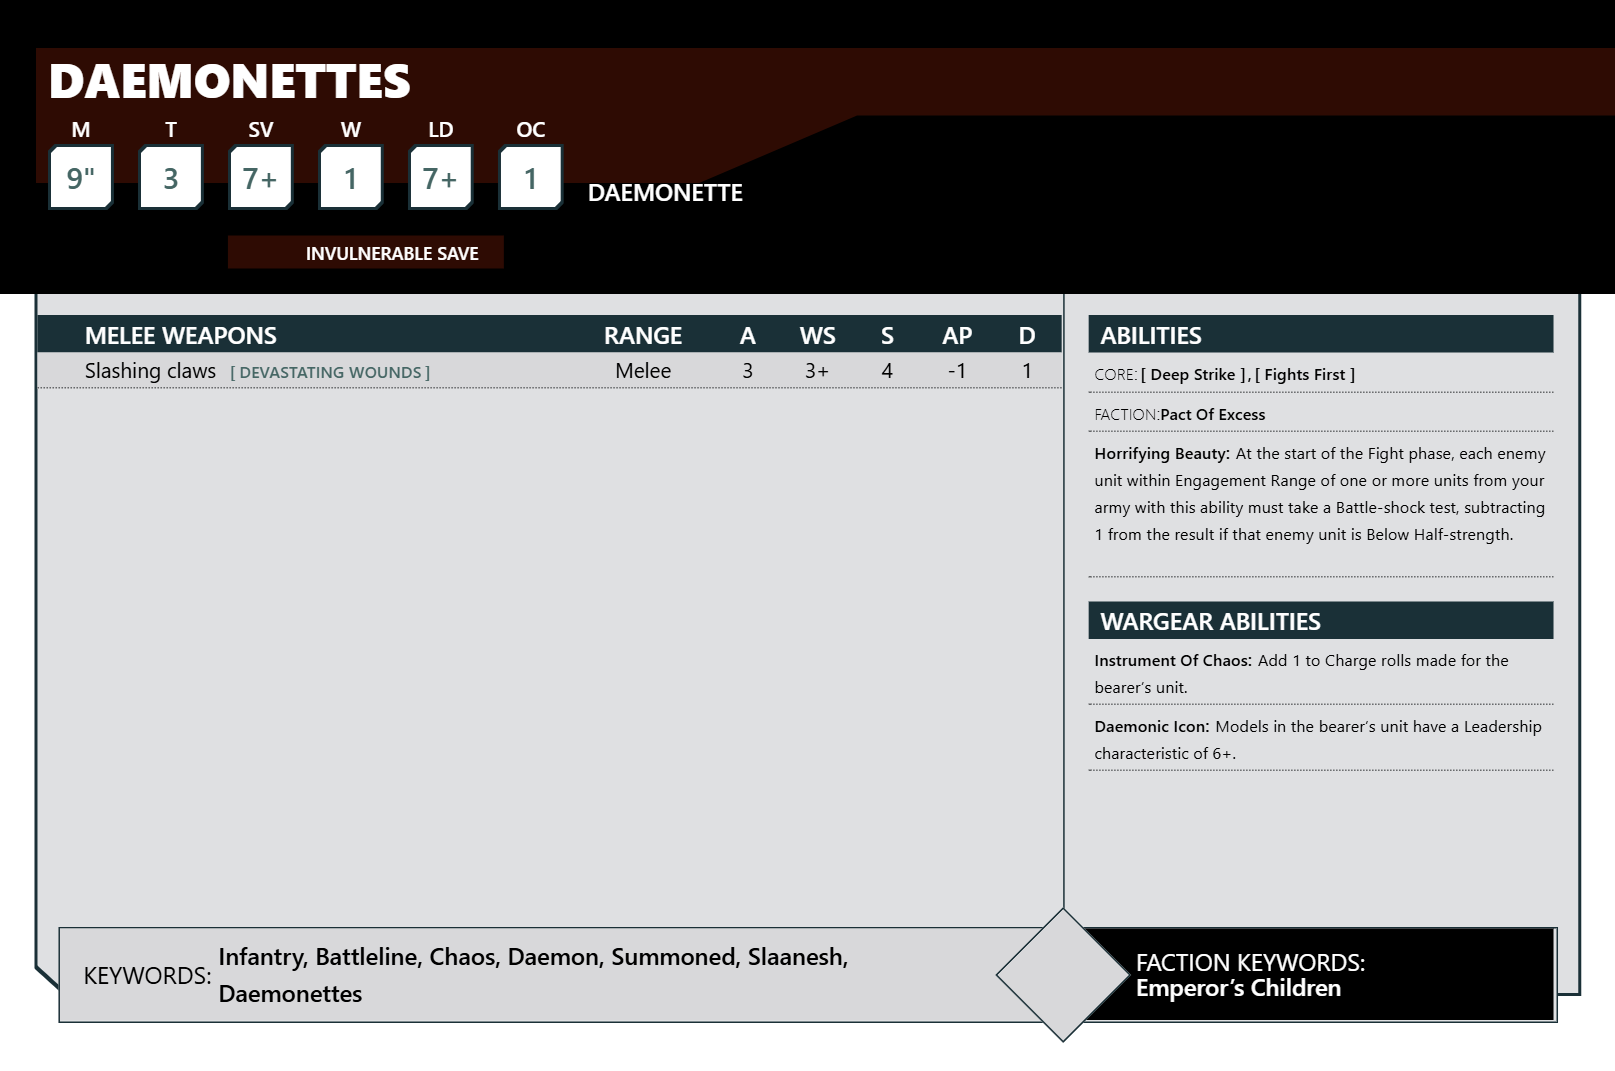 DAEMONETTES
M T SV W LD OC
9" 3 7+ 1 7+ 1 DAEMONETTE
INVULNERABLE SAVE
MELEE WEAPONS RANGE A WS S AP D
Slashing claws [ DEVASTATING WOUNDS ] Melee 3 3+ 4 -1 1
ABILITIES
CORE: [ Deep Strike ] , [ Fights First ]
FACTION:Pact Of Excess
Horrifying Beauty: At the start of the Fight phase, each enemy
unit within Engagement Range of one or more units from your
army with this ability must take a Battle-shock test, subtracting
1 from the result if that enemy unit is Below Half-strength.
WARGEAR ABILITIES
Instrument Of Chaos: Add 1 to Charge rolls made for the
bearer’s unit.
Daemonic Icon: Models in the bearer’s unit have a Leadership
characteristic of 6+.
KEYWORDS: Infantry, Battleline, Chaos, Daemon, Summoned, Slaanesh,
Daemonettes
FACTION KEYWORDS:
Emperor’s Children